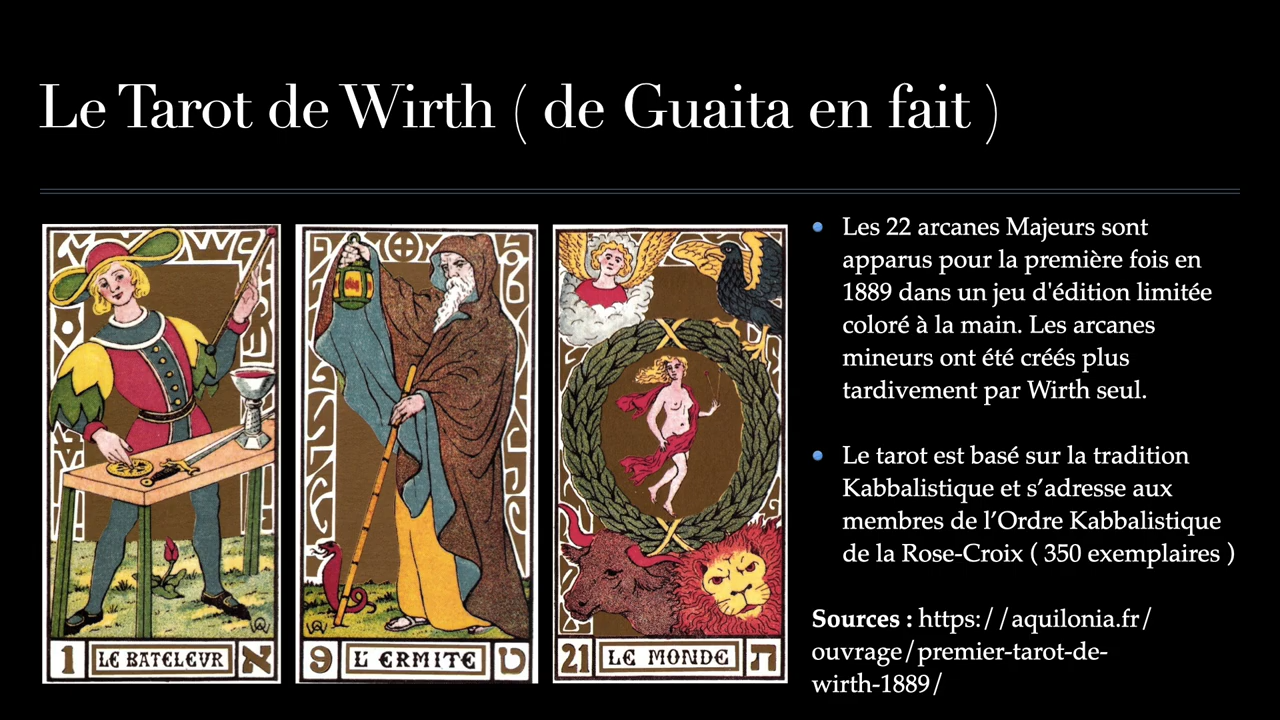 Le Tarot de Wirth ( de Guaita en fait )
Les 22 arcanes Majeurs sont
apparus pour la première fois en
1889 dans un jeu d'édition limitée
coloré à la main. Les arcanes
mineurs ont été créés plus
tardivement par Wirth seul.
Le tarot est basé sur la tradition
Kabbalistique et s’adresse aux
membres de l’Ordre Kabbalistique
de la Rose-Croix ( 350 exemplaires )
Sources : https://aquilonia.fr/
ouvrage/premier-tarot-de-
wirth-1889/
1 LE BATELEVR א
9 L'ERMITE ט
21 LE MONDE ת